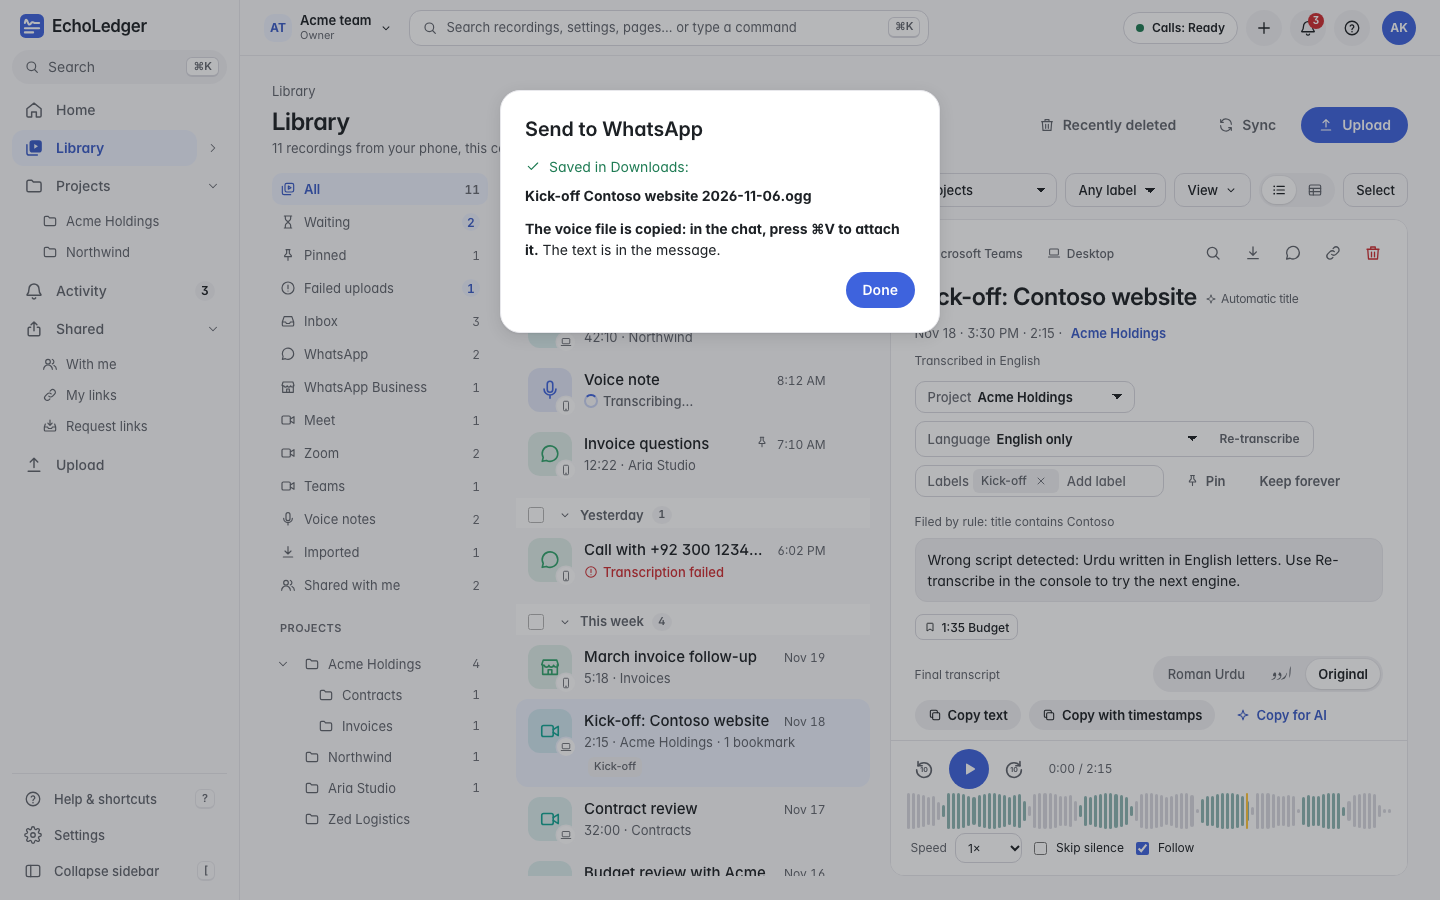 EchoLedger
Search ⌘K
Home
Library
Projects
Acme Holdings
Northwind
Activity 3
Shared
With me
My links
Request links
Upload
Help & shortcuts ?
Settings
Collapse sidebar [
AT Acme team
Owner
Search recordings, settings, pages... or type a command ⌘K
Calls: Ready
3
AK
Library
Library
11 recordings from your phone, this co
Recently deleted
Sync
Upload
All 11
Waiting 2
Pinned 1
Failed uploads 1
Inbox 3
WhatsApp 2
WhatsApp Business 1
Meet 1
Zoom 2
Teams 1
Voice notes 2
Imported 1
Shared with me 2
PROJECTS
Acme Holdings 4
Contracts 1
Invoices 1
Northwind 1
Aria Studio 1
Zed Logistics
Send to WhatsApp
Saved in Downloads:
Kick-off Contoso website 2026-11-06.ogg
The voice file is copied: in the chat, press ⌘V to attach
it. The text is in the message.
Done
ojects
Any label
View
Select
42:10 · Northwind
Voice note 8:12 AM
Transcribing...
Invoice questions 7:10 AM
12:22 · Aria Studio
Yesterday 1
Call with +92 300 1234... 6:02 PM
Transcription failed
This week 4
March invoice follow-up Nov 19
5:18 · Invoices
Kick-off: Contoso website Nov 18
2:15 · Acme Holdings · 1 bookmark
Kick-off
Contract review Nov 17
32:00 · Contracts
Budget review with Acme Nov 16
crosoft Teams
Desktop
ck-off: Contoso website
Automatic title
Nov 18 · 3:30 PM · 2:15 · Acme Holdings
Transcribed in English
Project Acme Holdings
Language English only
Re-transcribe
Labels Kick-off × Add label
Pin
Keep forever
Filed by rule: title contains Contoso
Wrong script detected: Urdu written in English letters. Use Re-
transcribe in the console to try the next engine.
1:35 Budget
Final transcript
Roman Urdu
اردو
Original
Copy text
Copy with timestamps
Copy for AI
10
10
0:00 / 2:15
Speed 1×
Skip silence
Follow